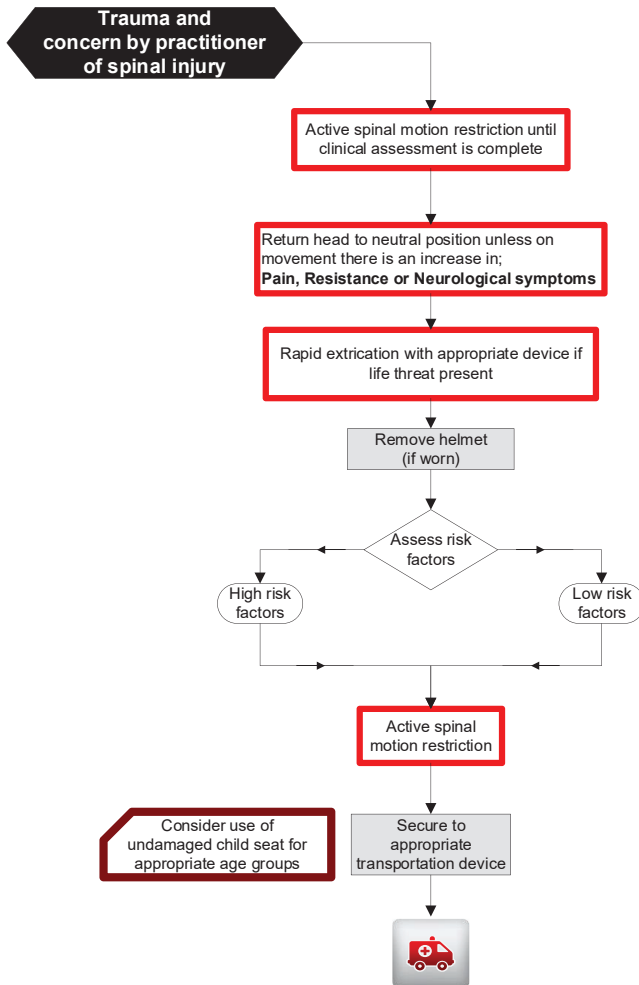 Trauma and
concern by practitioner
of spinal injury
Active spinal motion restriction until
clinical assessment is complete
Return head to neutral position unless on
movement there is an increase in;
Pain, Resistance or Neurological symptoms
Rapid extrication with appropriate device if
life threat present
Remove helmet
(if worn)
Assess risk
factors
High risk
factors
Low risk
factors
Active spinal
motion restriction
Consider use of
undamaged child seat for
appropriate age groups
Secure to
appropriate
transportation device